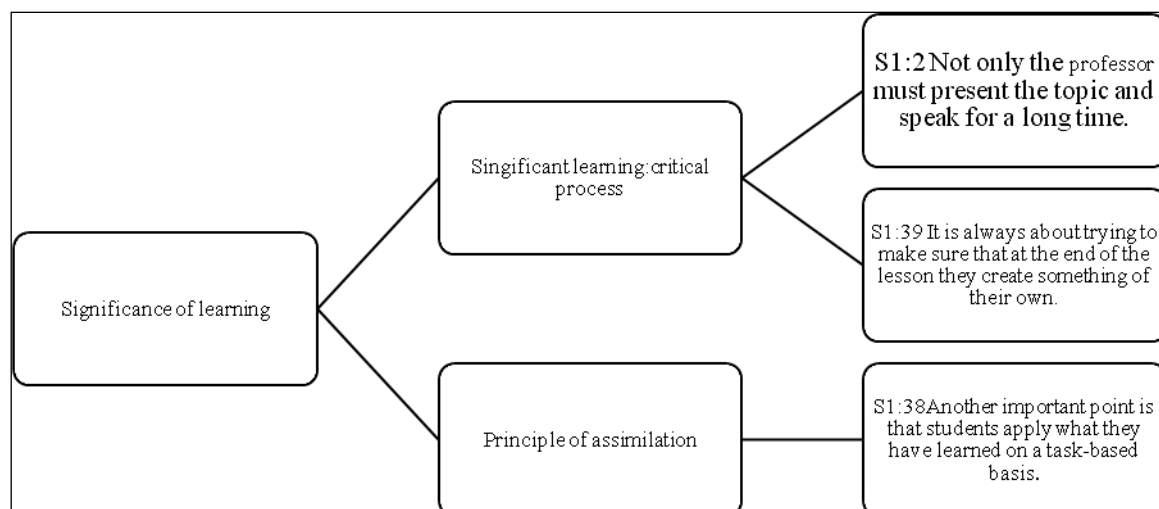 Significance of learning
Singificant learning:critical
process
S1:2 Not only the professor
must present the topic and
speak for a long time.
S1:39 It is always about trying to
make sure that at the end of the
lesson they create something of
their own.
Principle of assimilation
S1:38Another important point is
that students apply what they
have learned on a task-based
basis.